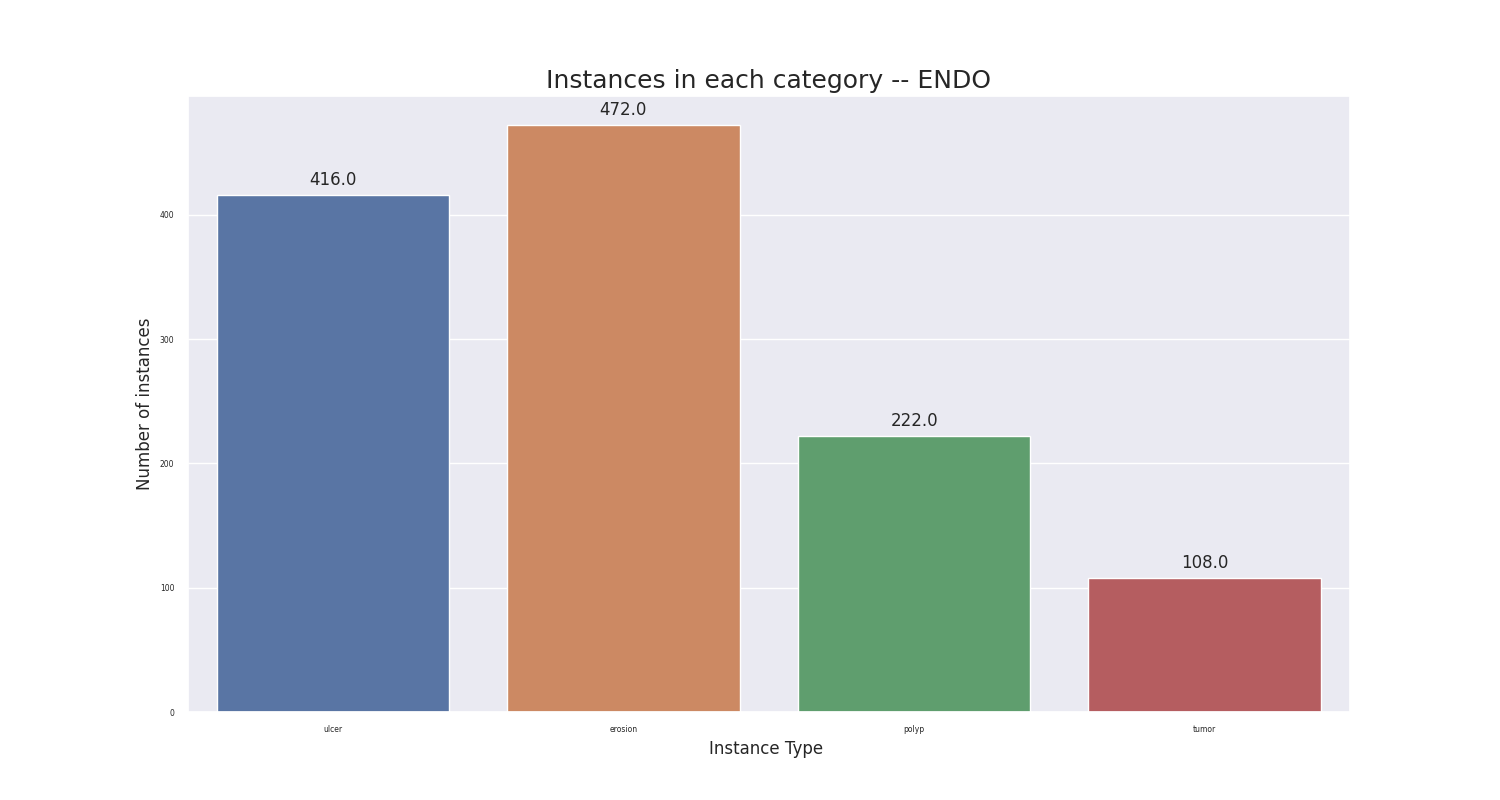 Instances in each category -- ENDO
472.0
416.0
400
300
222.0
200
108.0
100
0
Number of instances
ulcer
erosion
polyp
tumor
Instance Type